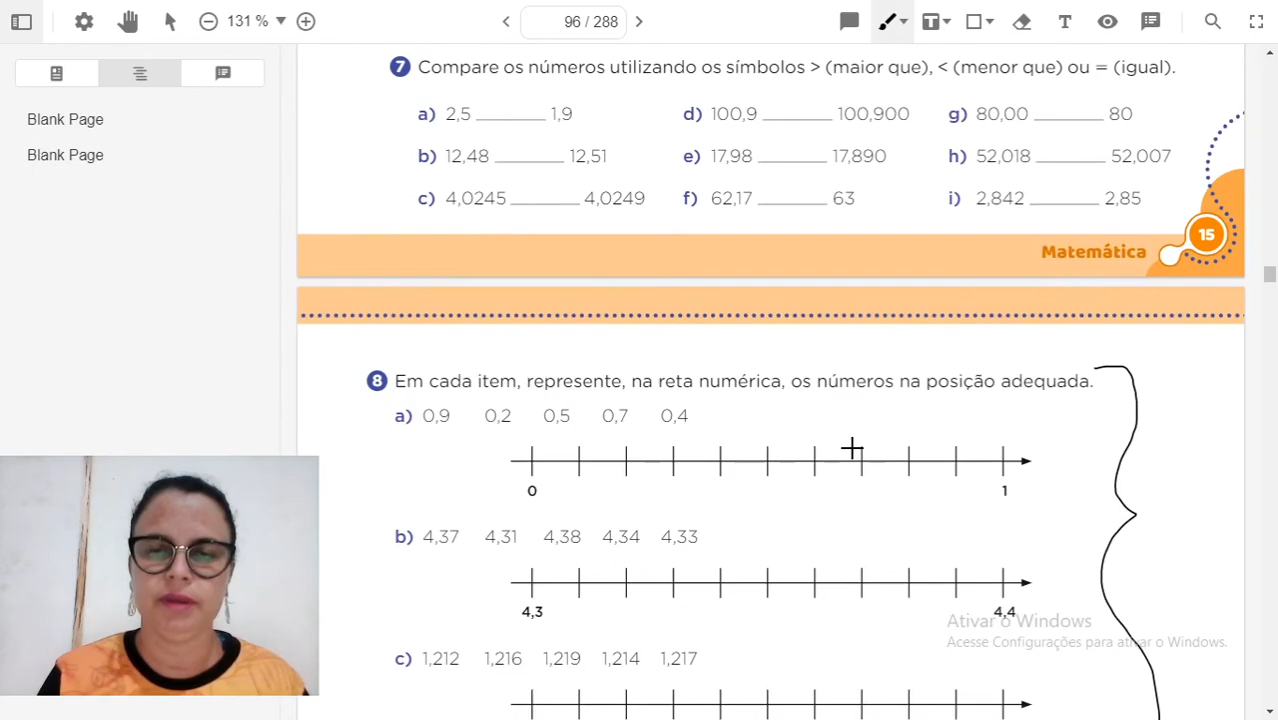 131 %
96 / 288
Blank Page
Blank Page
7 Compare os números utilizando os símbolos > (maior que), < (menor que) ou = (igual).
a) 2,5 ________ 1,9
d) 100,9 ________ 100,900
g) 80,00 ________ 80
b) 12,48 ________ 12,51
e) 17,98 ________ 17,890
h) 52,018 ________ 52,007
c) 4,0245 ________ 4,0249
f) 62,17 ________ 63
i) 2,842 ________ 2,85
Matemática 15
8 Em cada item, represente, na reta numérica, os números na posição adequada.
a) 0,9 0,2 0,5 0,7 0,4
0 1
b) 4,37 4,31 4,38 4,34 4,33
4,3 4,4
Ativar o Windows
Acesse Configurações para ativar o Windows.
c) 1,212 1,216 1,219 1,214 1,217